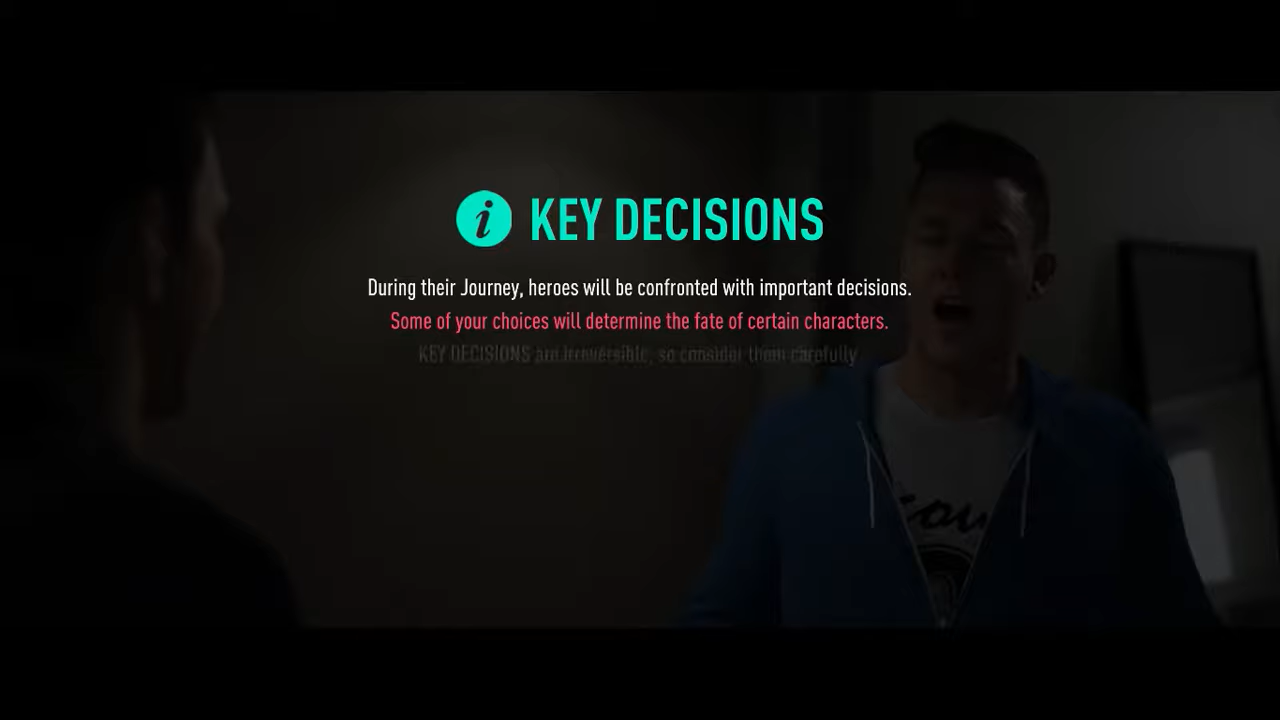 i KEY DECISIONS
During their Journey, heroes will be confronted with important decisions.
Some of your choices will determine the fate of certain characters.
KEY DECISIONS are irreversible, so consider them carefully